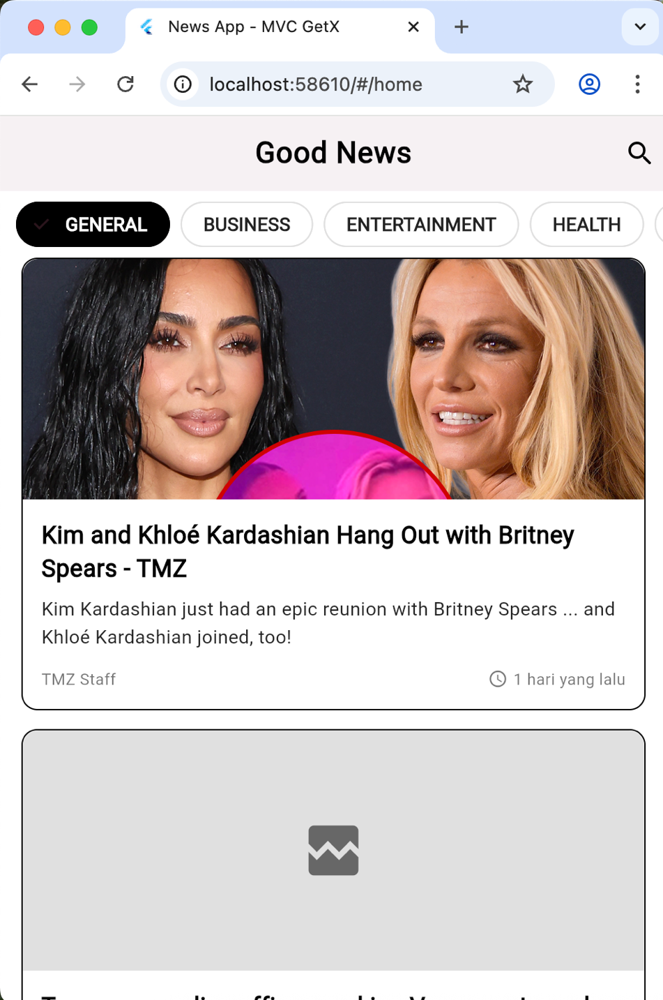 News App - MVC GetX
localhost:58610/#/home
Good News
GENERAL
BUSINESS
ENTERTAINMENT
HEALTH
Kim and Khloé Kardashian Hang Out with Britney
Spears - TMZ
Kim Kardashian just had an epic reunion with Britney Spears ... and
Khloé Kardashian joined, too!
TMZ Staff
1 hari yang lalu